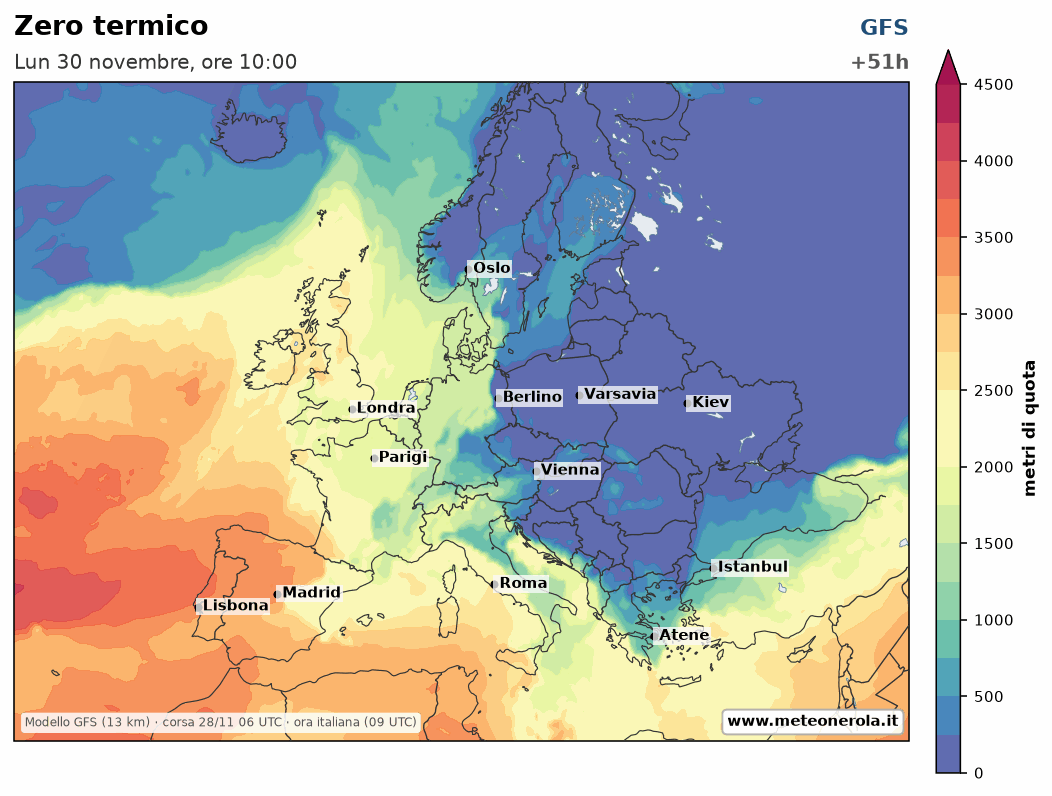 Zero termico
GFS
Lun 30 novembre, ore 10:00
+51h
Oslo
Londra
Berlino
Varsavia
Kiev
Parigi
Vienna
Istanbul
Madrid
Roma
Lisbona
Atene
Modello GFS (13 km) · corsa 28/11 06 UTC · ora italiana (09 UTC)
www.meteonerola.it
4500
4000
3500
3000
2500
2000
1500
1000
500
0
metri di quota